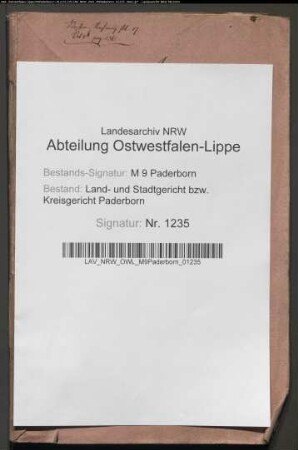 Landesarchiv NRW
Abteilung Ostwestfalen-Lippe
Bestands-Signatur: M 9 Paderborn
Bestand: Land- und Stadtgericht bzw.
Kreisgericht Paderborn
Signatur: Nr. 1235
LAV_NRW_OWL_M9Paderborn_01235